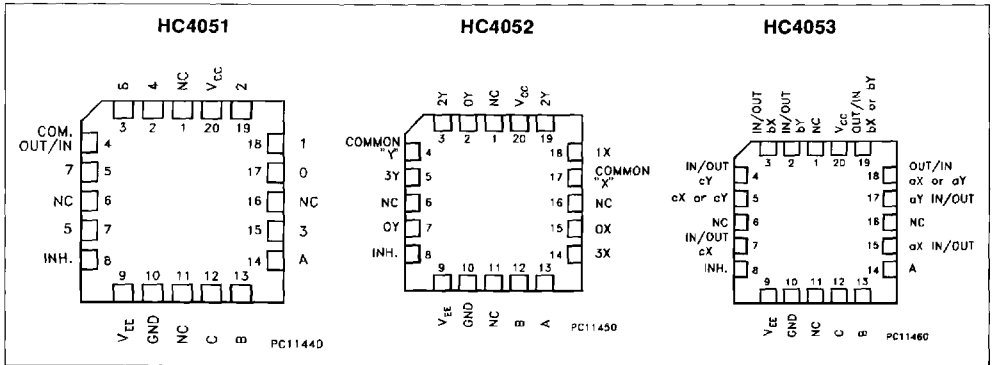 HC4051
HC4052
HC4053
6 4 NC VCC 2
3 2 1 20 19
COM. OUT/IN 4
18 1
7 5
17 0
NC 6
16 NC
5 7
15 3
INH. 8
14 A
9 10 11 12 13
VEE GND NC C B
PC11440
2Y 0Y NC VCC 2Y
3 2 1 20 19
COMMON "Y" 4
18 1X
3Y 5
17 COMMON "X"
NC 6
16 NC
0Y 7
15 0X
INH. 8
14 3X
9 10 11 12 13
VEE GND NC B A
PC11450
IN/OUT bX IN/OUT bY NC VCC OUT/IN bX or bY
3 2 1 20 19
IN/OUT cY 4
18 OUT/IN aX or aY
cX or cY 5
17 aY IN/OUT
NC 6
16 NC
IN/OUT cX 7
15 aX IN/OUT
INH. 8
14 A
9 10 11 12 13
VEE GND NC C B
PC11460